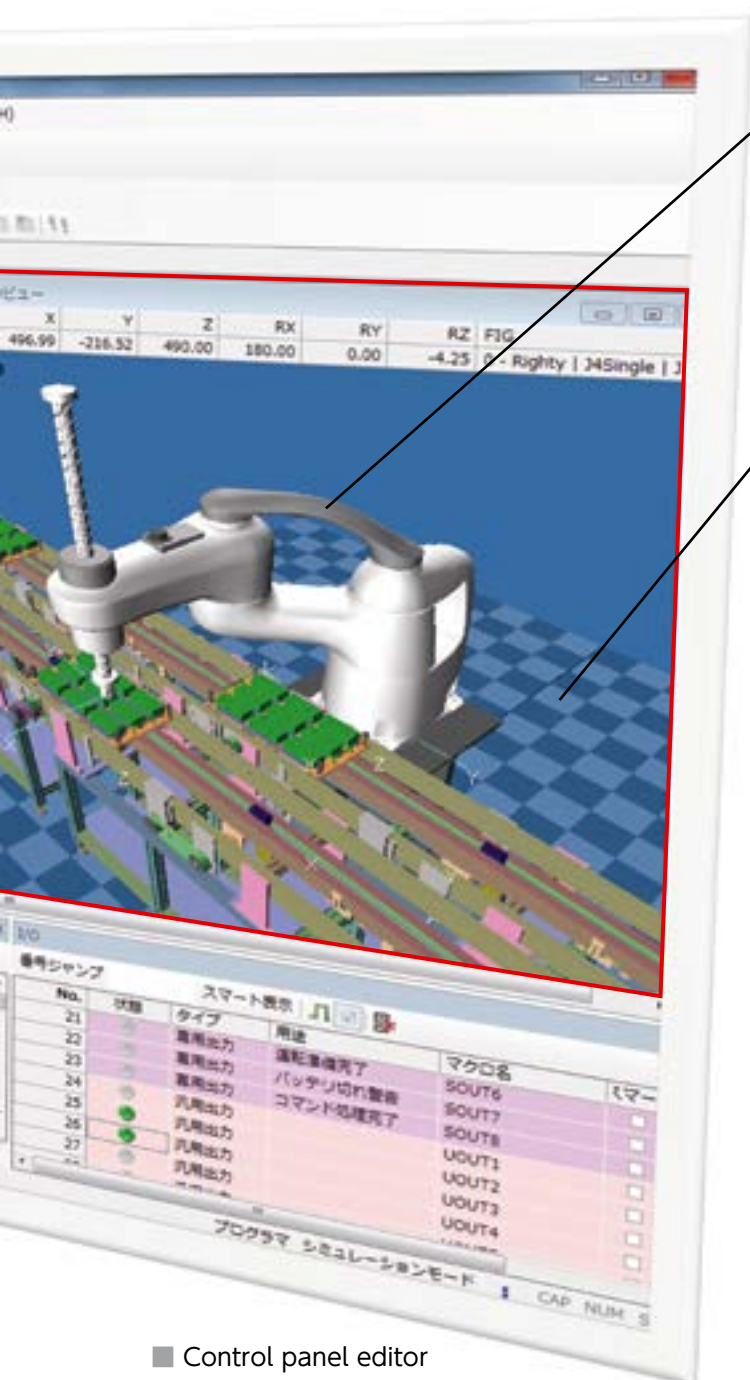 H)
ビュー
X Y Z RX RY RZ FIG
496.99 -216.52 490.00 180.00 0.00 -4.25 0 - Righty | J4Single | J
I/O
番号ジャンプ スマート表示
No. 状態 タイプ 用途 マクロ名
21 専用出力 運転準備完了 SOUT6
22 専用出力 バッテリ切れ警告 SOUT7
23 専用出力 コマンド処理完了 SOUT8
24 汎用出力 UOUT1
25 汎用出力 UOUT2
26 汎用出力 UOUT3
27 汎用出力 UOUT4
プログラマ シミュレーションモード CAP NUM S
Control panel editor